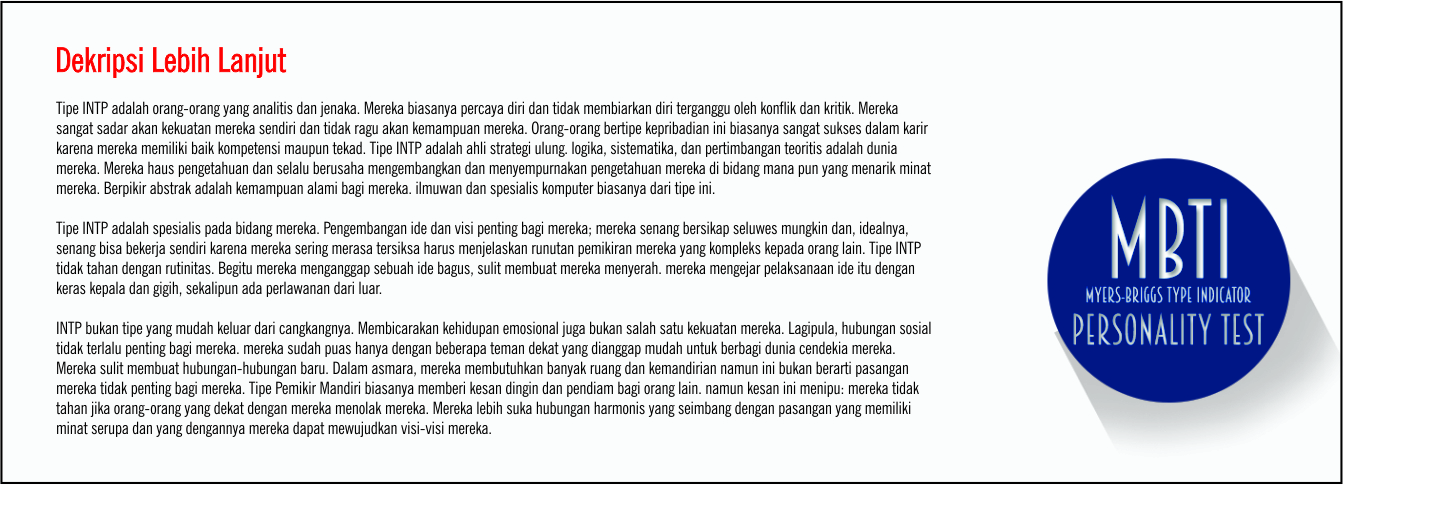 Dekripsi Lebih Lanjut
Tipe INTP adalah orang-orang yang analitis dan jenaka. Mereka biasanya percaya diri dan tidak membiarkan diri terganggu oleh konflik dan kritik. Mereka
sangat sadar akan kekuatan mereka sendiri dan tidak ragu akan kemampuan mereka. Orang-orang bertipe kepribadian ini biasanya sangat sukses dalam karir
karena mereka memiliki baik kompetensi maupun tekad. Tipe INTP adalah ahli strategi ulung. logika, sistematika, dan pertimbangan teoritis adalah dunia
mereka. Mereka haus pengetahuan dan selalu berusaha mengembangkan dan menyempurnakan pengetahuan mereka di bidang mana pun yang menarik minat
mereka. Berpikir abstrak adalah kemampuan alami bagi mereka. ilmuwan dan spesialis komputer biasanya dari tipe ini.
Tipe INTP adalah spesialis pada bidang mereka. Pengembangan ide dan visi penting bagi mereka; mereka senang bersikap seluwes mungkin dan, idealnya,
senang bisa bekerja sendiri karena mereka sering merasa tersiksa harus menjelaskan runutan pemikiran mereka yang kompleks kepada orang lain. Tipe INTP
tidak tahan dengan rutinitas. Begitu mereka menganggap sebuah ide bagus, sulit membuat mereka menyerah. mereka mengejar pelaksanaan ide itu dengan
keras kepala dan gigih, sekalipun ada perlawanan dari luar.
INTP bukan tipe yang mudah keluar dari cangkangnya. Membicarakan kehidupan emosional juga bukan salah satu kekuatan mereka. Lagipula, hubungan sosial
tidak terlalu penting bagi mereka. mereka sudah puas hanya dengan beberapa teman dekat yang dianggap mudah untuk berbagi dunia cendekia mereka.
Mereka sulit membuat hubungan-hubungan baru. Dalam asmara, mereka membutuhkan banyak ruang dan kemandirian namun ini bukan berarti pasangan
mereka tidak penting bagi mereka. Tipe Pemikir Mandiri biasanya memberi kesan dingin dan pendiam bagi orang lain. namun kesan ini menipu: mereka tidak
tahan jika orang-orang yang dekat dengan mereka menolak mereka. Mereka lebih suka hubungan harmonis yang seimbang dengan pasangan yang memiliki
minat serupa dan yang dengannya mereka dapat mewujudkan visi-visi mereka.
MBTI
MYERS-BRIGGS TYPE INDICATOR
PERSONALITY TEST